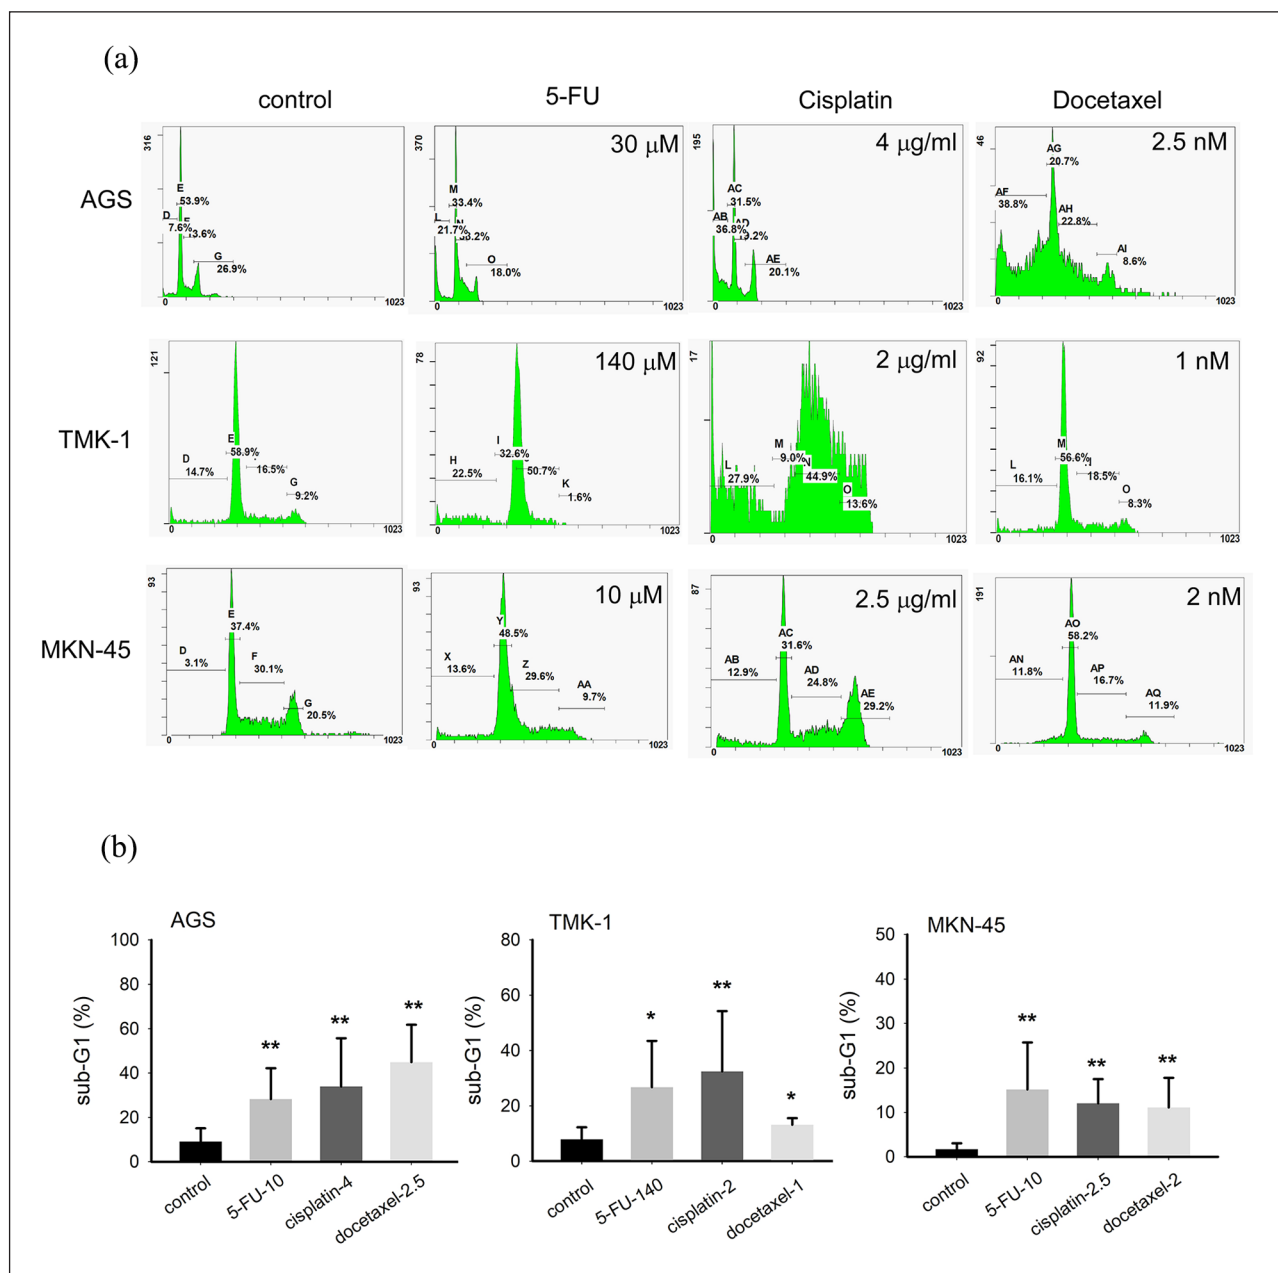 (a)
control
5-FU
Cisplatin
Docetaxel
AGS
316
E
53.9%
D
7.6%
F
13.6%
G
26.9%
0
1023
30 μM
370
M
33.4%
L
21.7%
N
O
18.0%
0
1023
4 μg/ml
195
AC
31.5%
AB
36.8%
AD
19.2%
AE
20.1%
0
1023
2.5 nM
46
AG
20.7%
AF
38.8%
AH
22.8%
AI
8.6%
0
1023
TMK-1
121
E
58.9%
D
14.7%
16.5%
G
9.2%
0
1023
140 μM
78
I
32.6%
H
22.5%
50.7%
K
1.6%
0
1023
2 μg/ml
17
M
9.0%
L
27.9%
N
44.9%
O
13.6%
0
1023
1 nM
92
M
56.6%
L
16.1%
18.5%
O
8.3%
0
1023
MKN-45
93
E
37.4%
D
3.1%
F
30.1%
G
20.5%
0
1023
10 μM
93
Y
48.5%
X
13.6%
Z
29.6%
AA
9.7%
0
1023
2.5 μg/ml
87
AC
31.6%
AB
12.9%
AD
24.8%
AE
29.2%
0
1023
2 nM
191
AO
58.2%
AN
11.8%
AP
16.7%
AQ
11.9%
0
1023
(b)
AGS
sub-G1 (%)
100
80
60
40
20
0
**
**
**
control
5-FU-10
cisplatin-4
docetaxel-2.5
TMK-1
sub-G1 (%)
80
60
40
20
0
*
**
*
control
5-FU-140
cisplatin-2
docetaxel-1
MKN-45
sub-G1 (%)
50
40
30
20
10
0
**
**
**
control
5-FU-10
cisplatin-2.5
docetaxel-2